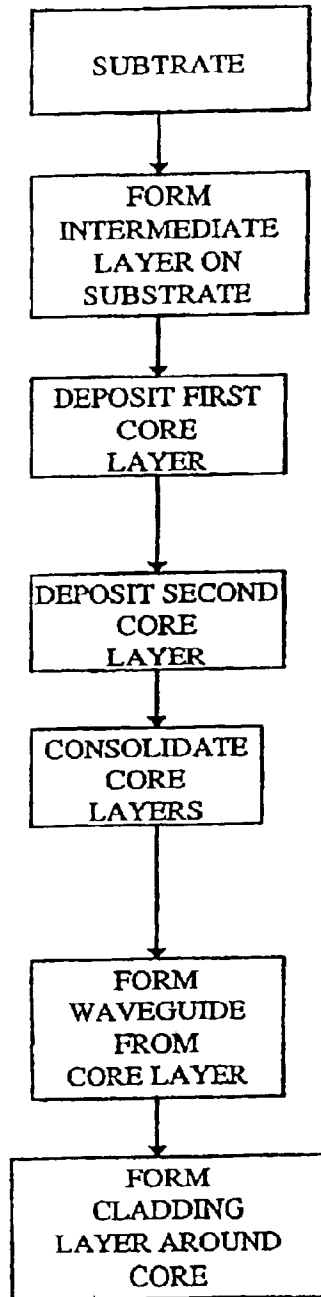 SUBTRATE
FORM
INTERMEDIATE
LAYER ON
SUBSTRATE
DEPOSIT FIRST
CORE
LAYER
DEPOSIT SECOND
CORE
LAYER
CONSOLIDATE
CORE
LAYERS
FORM
WAVEGUIDE
FROM
CORE LAYER
FORM
CLADDING
LAYER AROUND
CORE